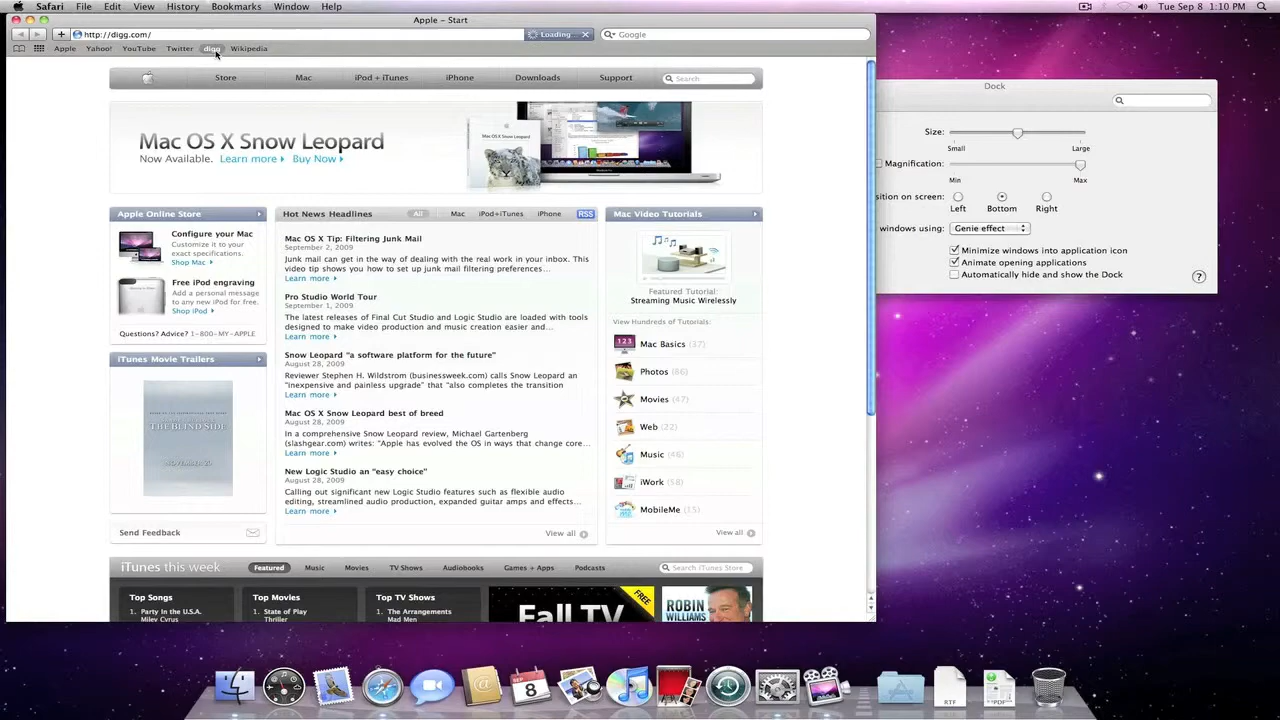 Safari File Edit View History Bookmarks Window Help Tue Sep 8 1:10 PM
Apple - Start
http://digg.com/ Loading Google
Apple Yahoo! YouTube Twitter digg Wikipedia
Store Mac iPod + iTunes iPhone Downloads Support Search
Mac OS X Snow Leopard
Now Available. Learn more Buy Now
Mac OS X Snow Leopard
Apple Online Store
Configure your Mac
Customize it to your
exact specifications.
Shop Mac
Free iPod engraving
Add a personal message
to any new iPod for free.
Shop iPod
Questions? Advice? 1-800-MY-APPLE
iTunes Movie Trailers
THE BLIND SIDE
NOVEMBER 20
Send Feedback
Hot News Headlines All Mac iPod+iTunes iPhone RSS
Mac OS X Tip: Filtering Junk Mail
September 2, 2009
Junk mail can get in the way of dealing with the real work in your inbox. This
video tip shows you how to set up junk mail filtering preferences...
Learn more
Pro Studio World Tour
September 1, 2009
The latest releases of Final Cut Studio and Logic Studio are loaded with tools
designed to make video production and music creation easier and...
Learn more
Snow Leopard "a software platform for the future"
August 28, 2009
Reviewer Stephen H. Wildstrom (businessweek.com) calls Snow Leopard an
"inexpensive and painless upgrade" that "also completes the transition
Learn more
Mac OS X Snow Leopard best of breed
August 28, 2009
In a comprehensive Snow Leopard review, Michael Gartenberg
(slashgear.com) writes: "Apple has evolved the OS in ways that change core...
Learn more
New Logic Studio an "easy choice"
August 28, 2009
Calling out significant new Logic Studio features such as flexible audio
editing, streamlined audio production, expanded guitar amps and effects...
Learn more
View all
Mac Video Tutorials
Featured Tutorial:
Streaming Music Wirelessly
View Hundreds of Tutorials:
123 Mac Basics (37)
Photos (86)
Movies (47)
Web (22)
Music (46)
iWork (58)
MobileMe (15)
View all
iTunes this week Featured Music Movies TV Shows Audiobooks Games + Apps Podcasts Search iTunes Store
Top Songs
1. Party In the U.S.A.
Miley Cyrus
Top Movies
1. State of Play
Thriller
Top TV Shows
1. The Arrangements
Mad Men
Fall TV
FREE
ROBIN
WILLIAMS
Dock
Size:
Small Large
Magnification:
Min Max
sition on screen:
Left Bottom Right
windows using: Genie effect
Minimize windows into application icon
Animate opening applications
Automatically hide and show the Dock
?
SEP
8
RTF
PDF